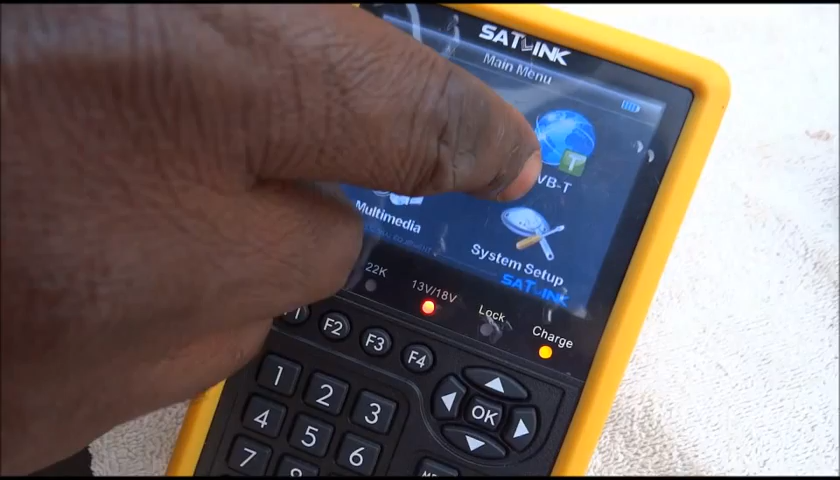 SATLINK
Main Menu
T
VB-T
Multimedia
System Setup
SATLINK
22K
13V/18V
Lock
Charge
F2
F3
F4
1
2
3
4
5
6
7
8
OK